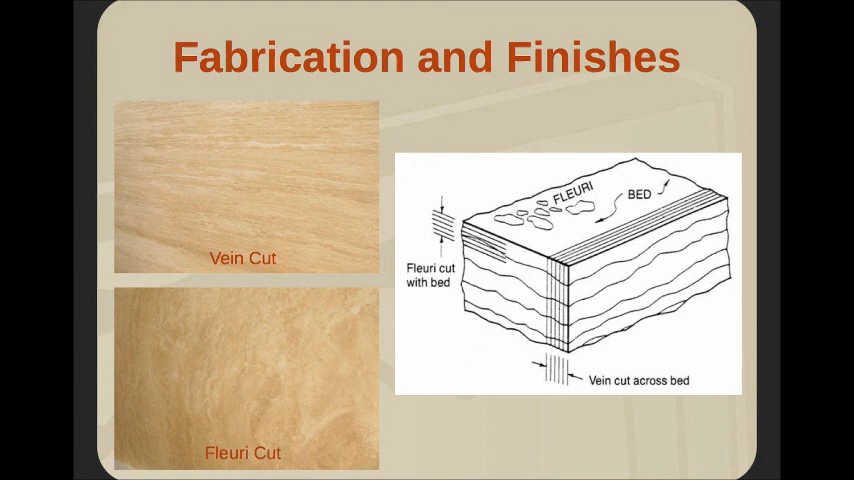 Fabrication and Finishes
Vein Cut
Fleuri Cut
FLEURI
BED
Fleuri cut
with bed
Vein cut across bed